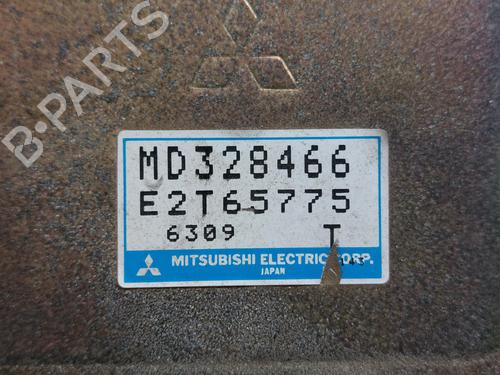 B-PARTS
MD328466
E2T65775
6309 T
MITSUBISHI ELECTRIC CORP.
JAPAN